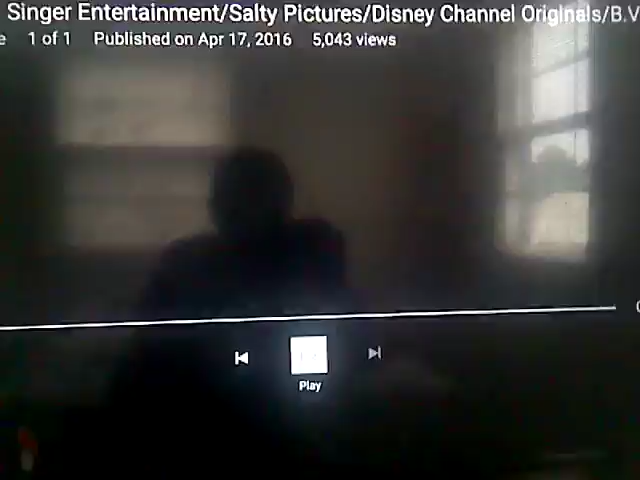 Singer Entertainment/Salty Pictures/Disney Channel Originals/B.V
e 1 of 1 Published on Apr 17, 2016 5,043 views
Play